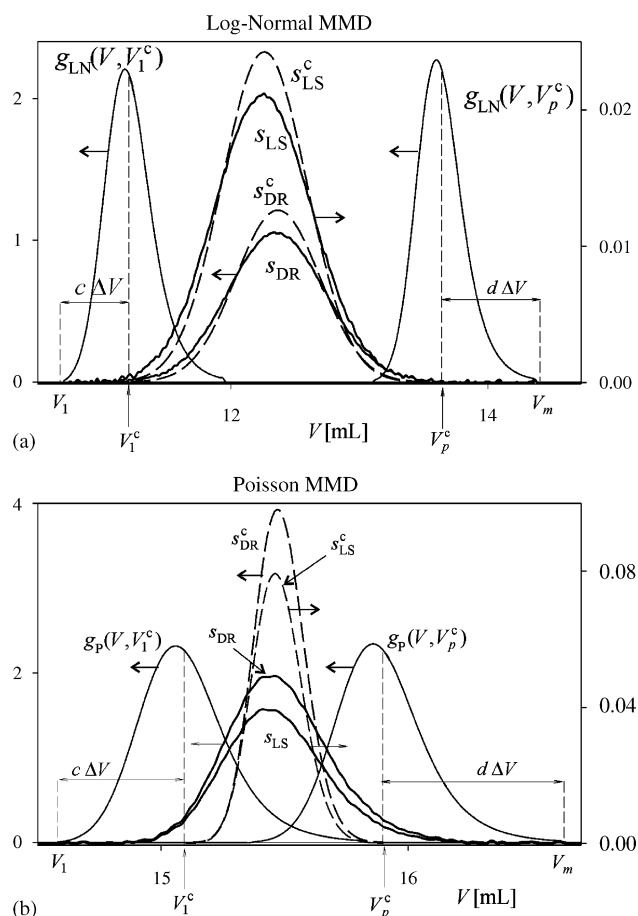 Log-Normal MMD
g_LN(V, V_1^c)
s_LS^c
g_LN(V, V_p^c)
2
0.02
s_LS
s_DR^c
1
0.01
s_DR
c ΔV
d ΔV
0
0.00
V_1
12
14
V_m
(a)
V_1^c
V [mL]
V_p^c
Poisson MMD
4
s_DR^c
s_LS^c
0.08
g_P(V, V_1^c)
s_DR
g_P(V, V_p^c)
2
0.04
s_LS
c ΔV
d ΔV
0
0.00
V_1
15
16
V_m
(b)
V_1^c
V_p^c
V [mL]